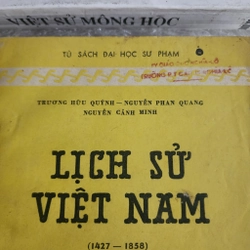 VIỆT SỬ MÔNG HỌC
TỦ SÁCH ĐẠI HỌC SƯ PHẠM
TRƯƠNG HỮU QUÝNH — NGUYỄN PHAN QUANG
NGUYỄN CẢNH MINH
LỊCH SỬ
VIỆT NAM
(1427 — 1858)